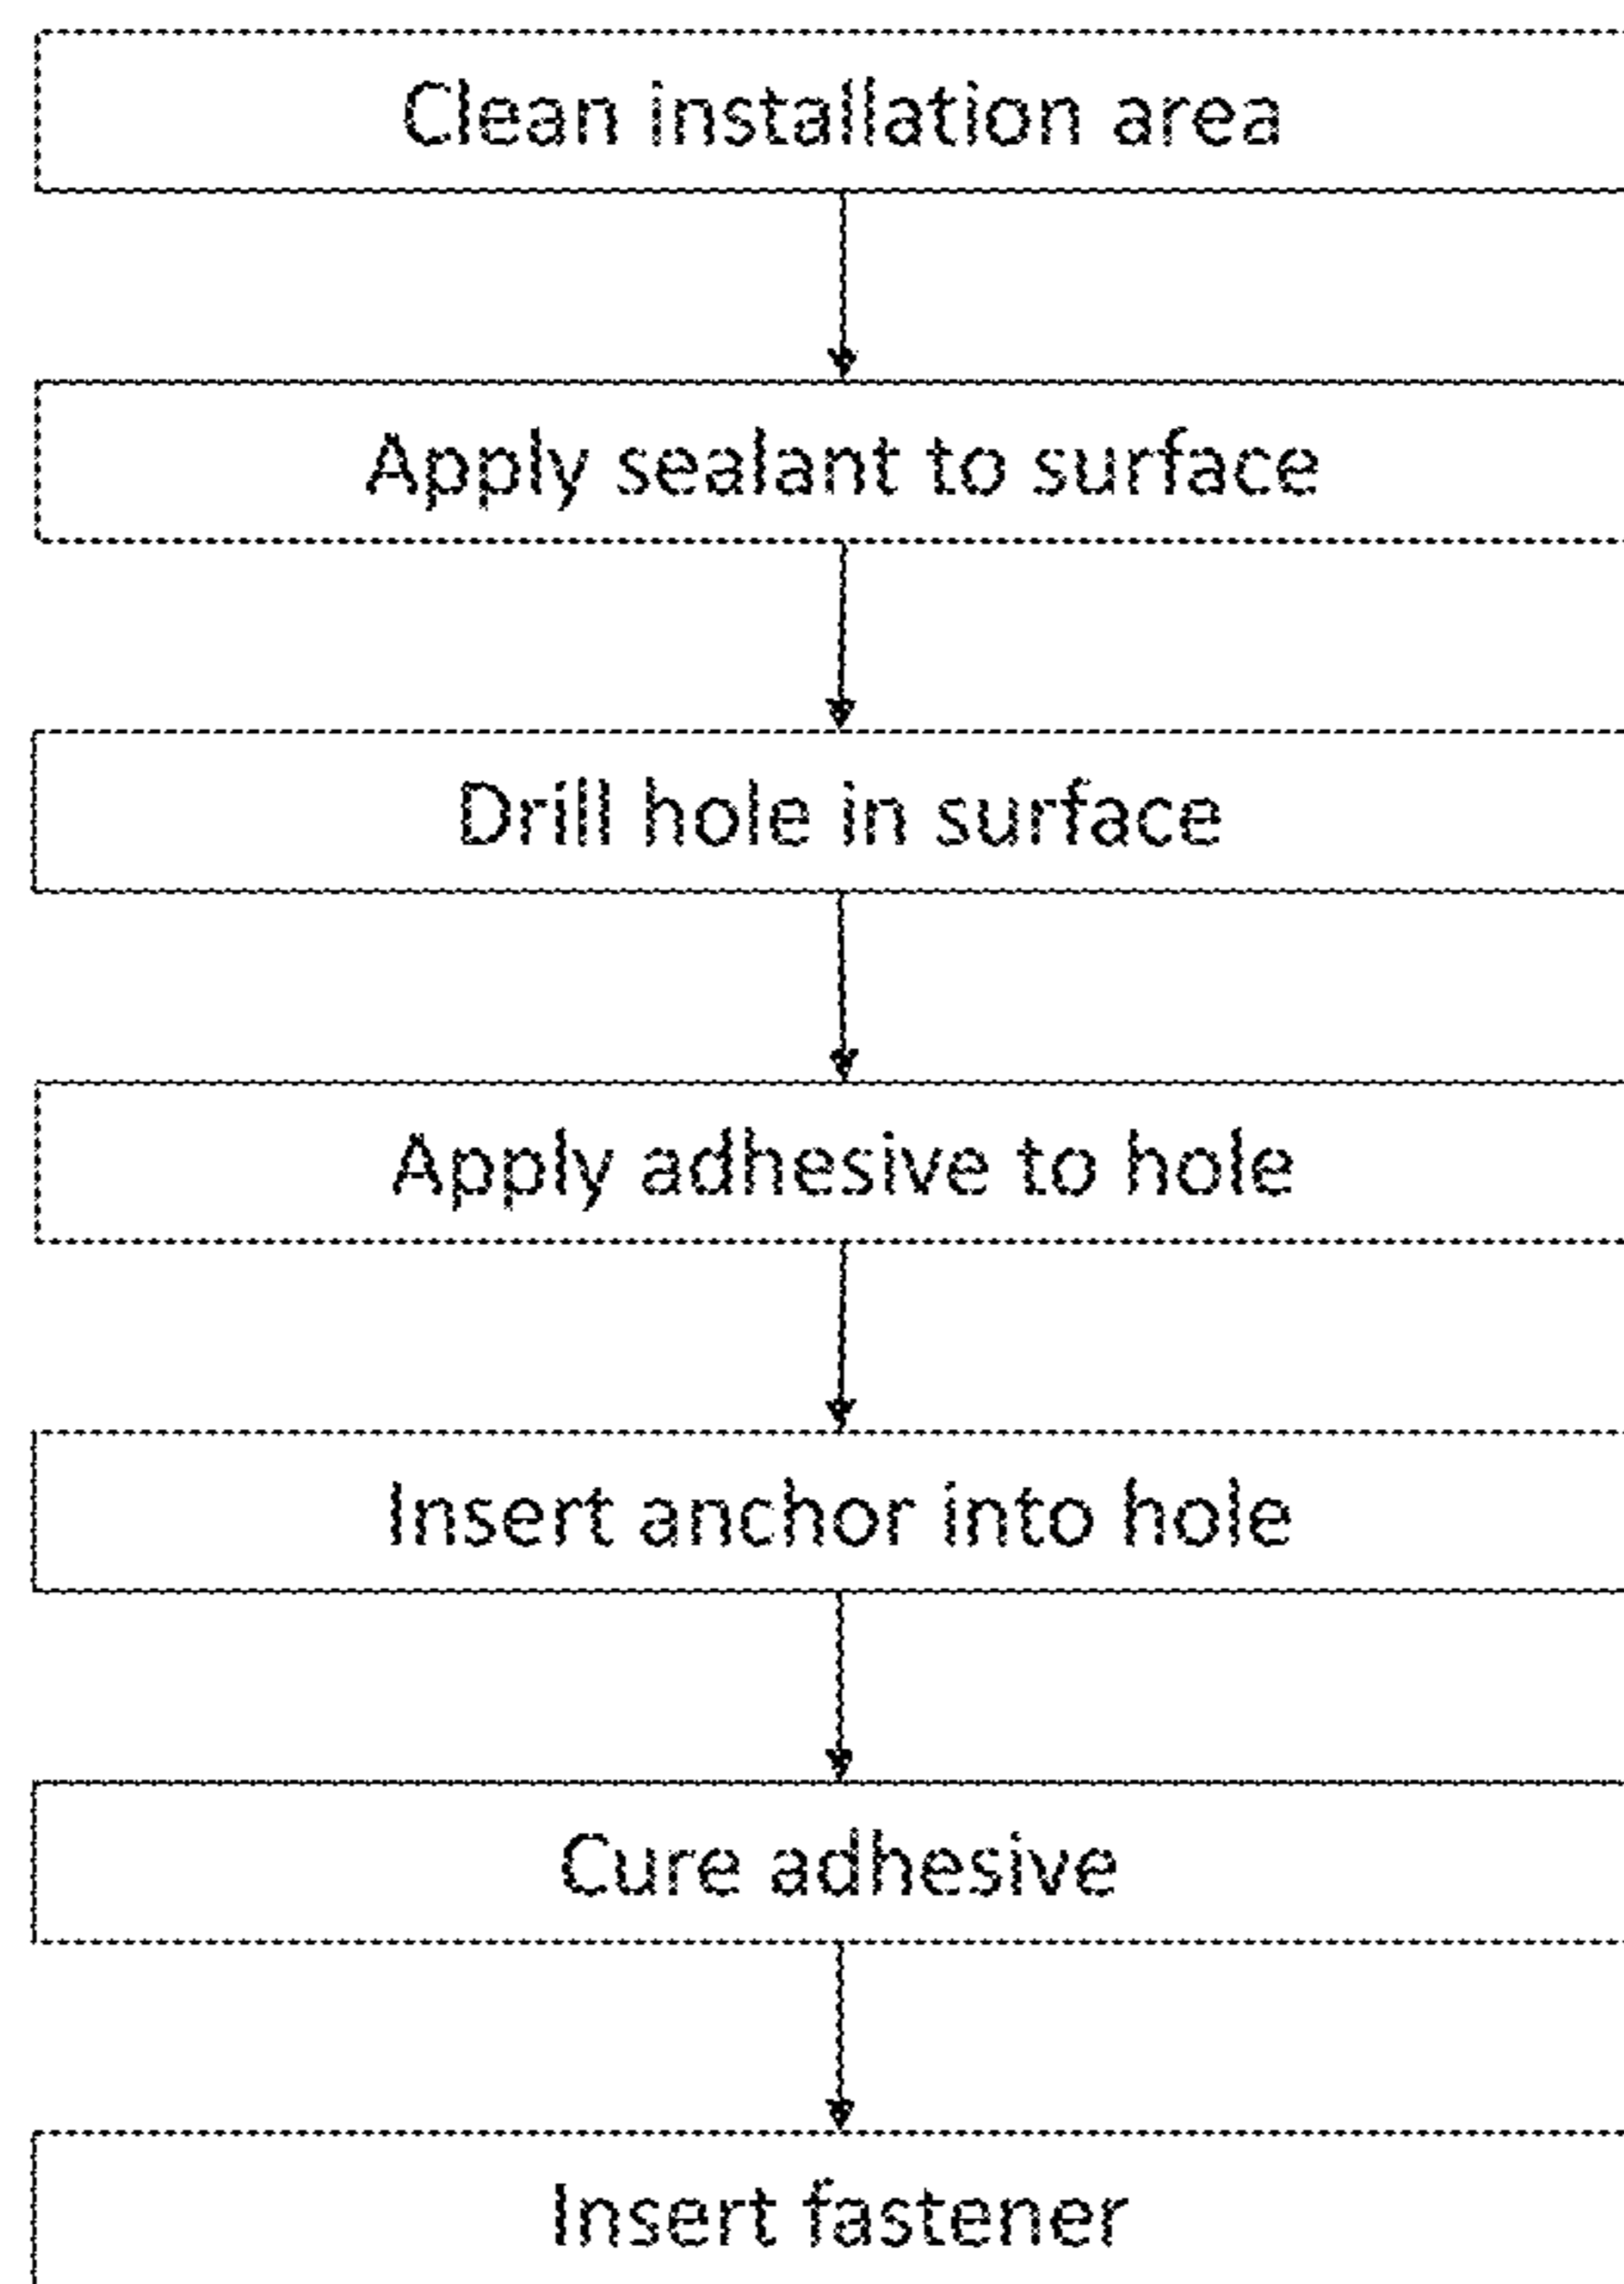 Clean installation area
Apply sealant to surface
Drill hole in surface
Apply adhesive to hole
Insert anchor into hole
Cure adhesive
Insert fastener